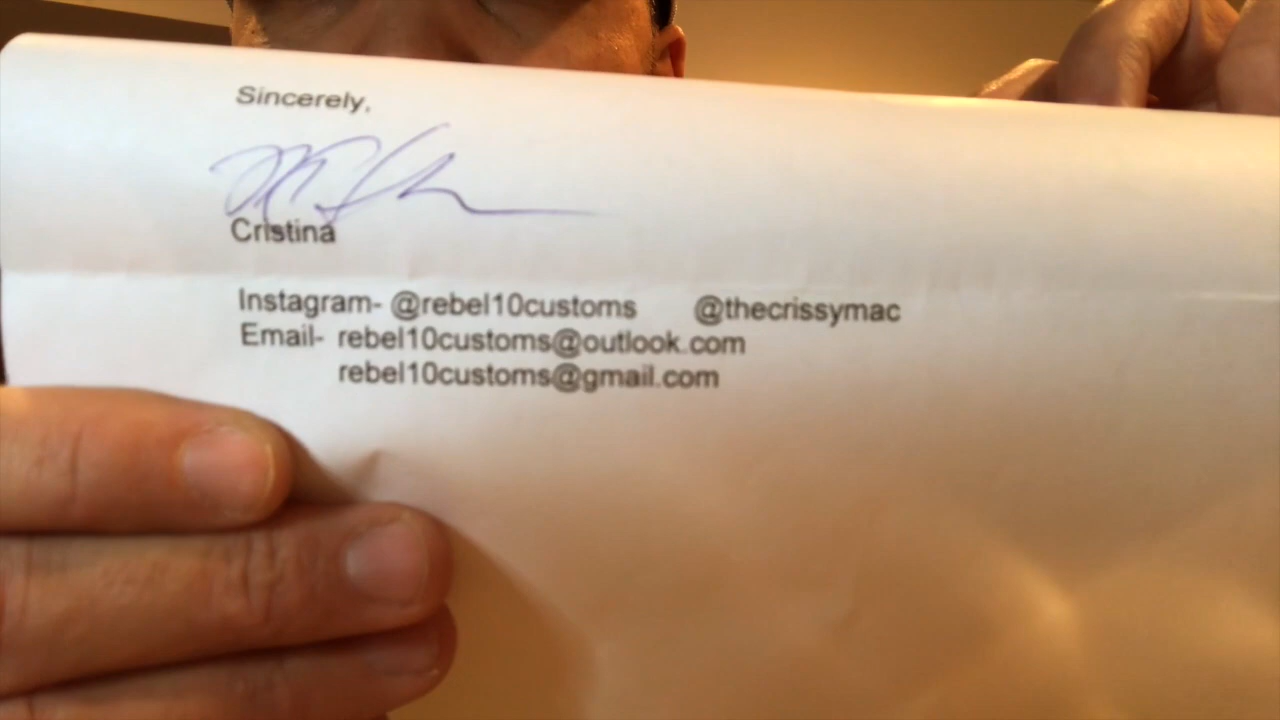 Sincerely,
Cristina
Instagram- @rebel10customs @thecrissymac
Email- rebel10customs@outlook.com
rebel10customs@gmail.com